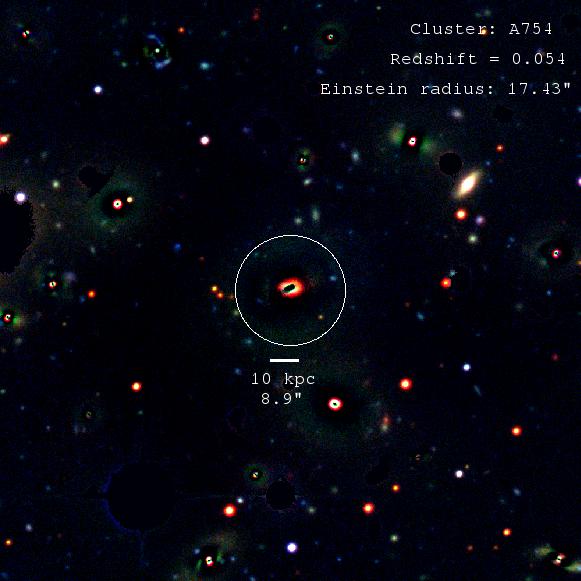 Cluster: A754
Redshift = 0.054
Einstein radius: 17.43"
10 kpc
8.9"